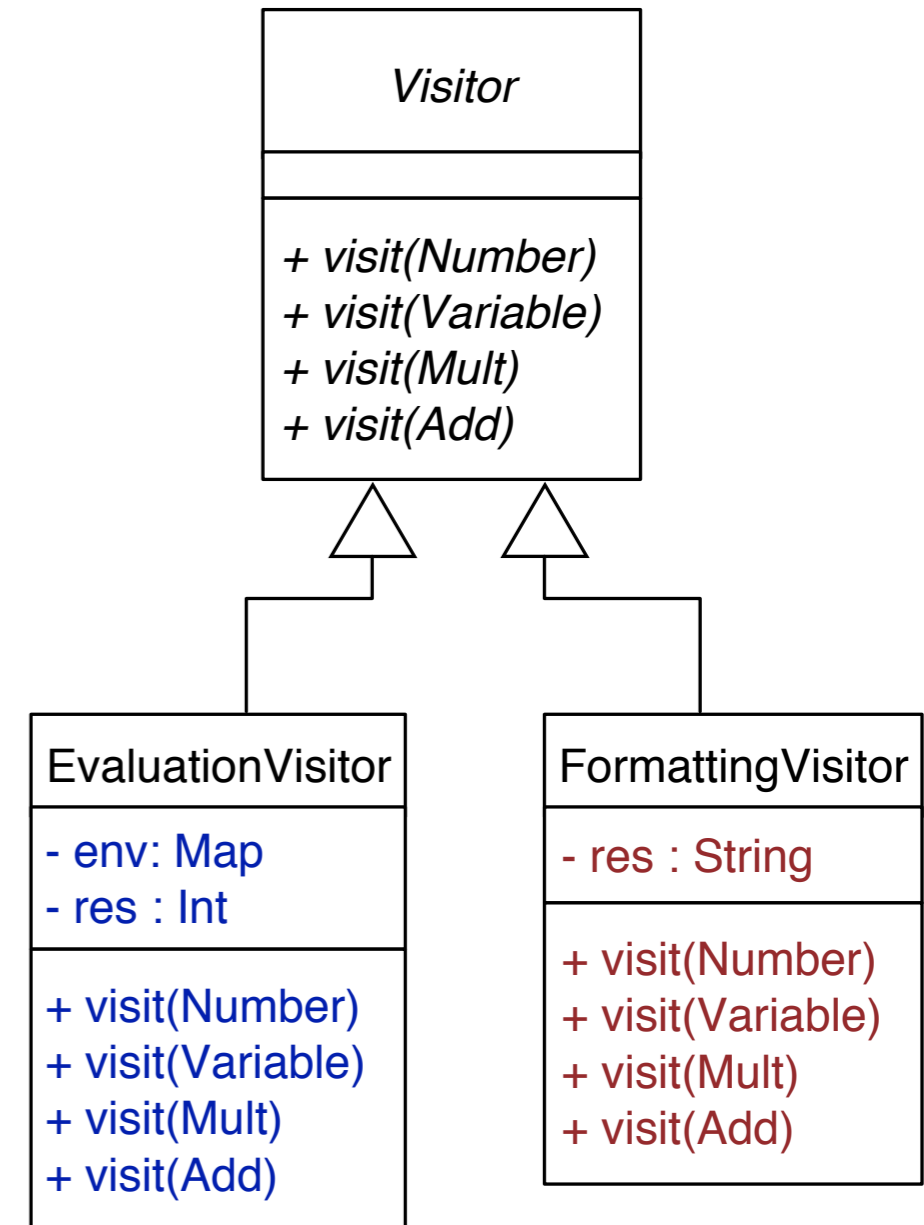 Visitor
+ visit(Number)
+ visit(Variable)
+ visit(Mult)
+ visit(Add)
EvaluationVisitor
- env: Map
- res : Int
+ visit(Number)
+ visit(Variable)
+ visit(Mult)
+ visit(Add)
FormattingVisitor
- res : String
+ visit(Number)
+ visit(Variable)
+ visit(Mult)
+ visit(Add)